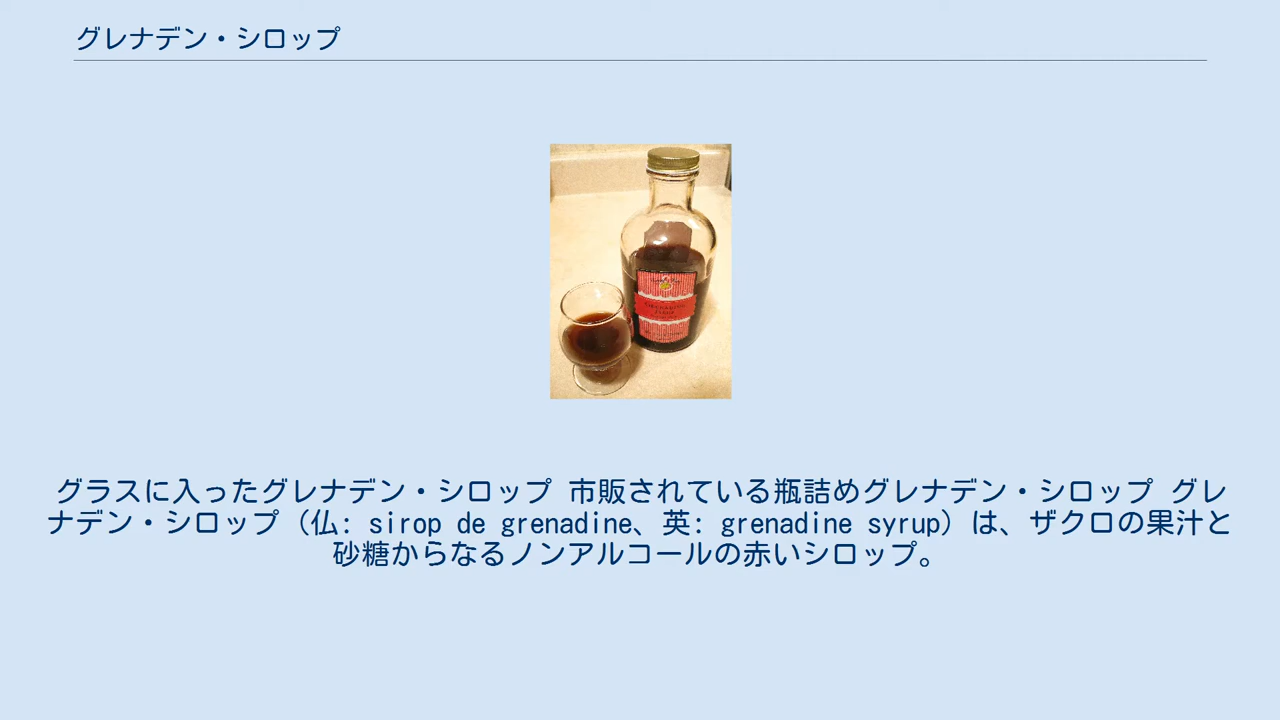 グレナデン・シロップ
グラスに入ったグレナデン・シロップ 市販されている瓶詰めグレナデン・シロップ グレ
ナデン・シロップ（仏: sirop de grenadine、英: grenadine syrup）は、ザクロの果汁と
砂糖からなるノンアルコールの赤いシロップ。